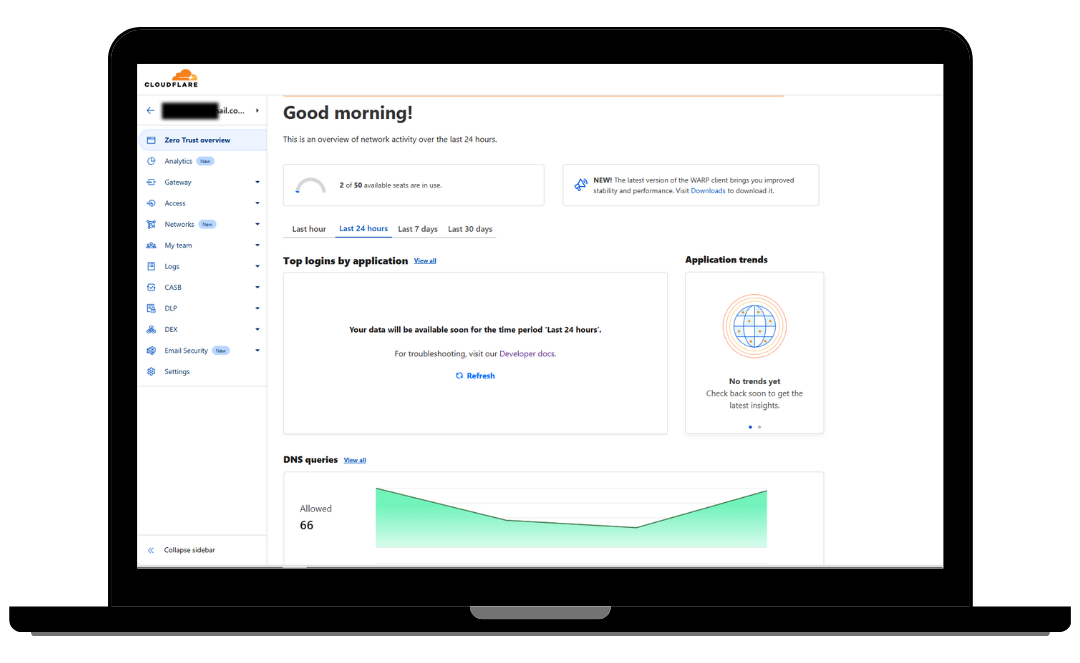 CLOUDFLARE
ail.co...
Zero Trust overview
Analytics New
Gateway
Access
Networks New
My team
Logs
CASB
DLP
DEX
Email Security New
Settings
Collapse sidebar
Good morning!
This is an overview of network activity over the last 24 hours.
2 of 50 available seats are in use.
NEW! The latest version of the WARP client brings you improved
stability and performance. Visit Downloads to download it.
Last hour Last 24 hours Last 7 days Last 30 days
Top logins by application View all
Your data will be available soon for the time period 'Last 24 hours'.
For troubleshooting, visit our Developer docs.
Refresh
Application trends
No trends yet
Check back soon to get the
latest insights.
DNS queries View all
Allowed
66